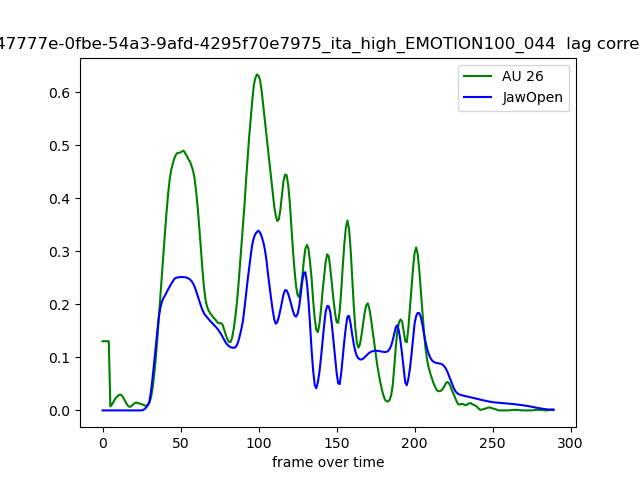 47777e-0fbe-54a3-9afd-4295f70e7975_ita_high_EMOTION100_044 lag corre
AU 26
JawOpen
0.6
0.5
0.4
0.3
0.2
0.1
0.0
0 50 100 150 200 250 300
frame over time